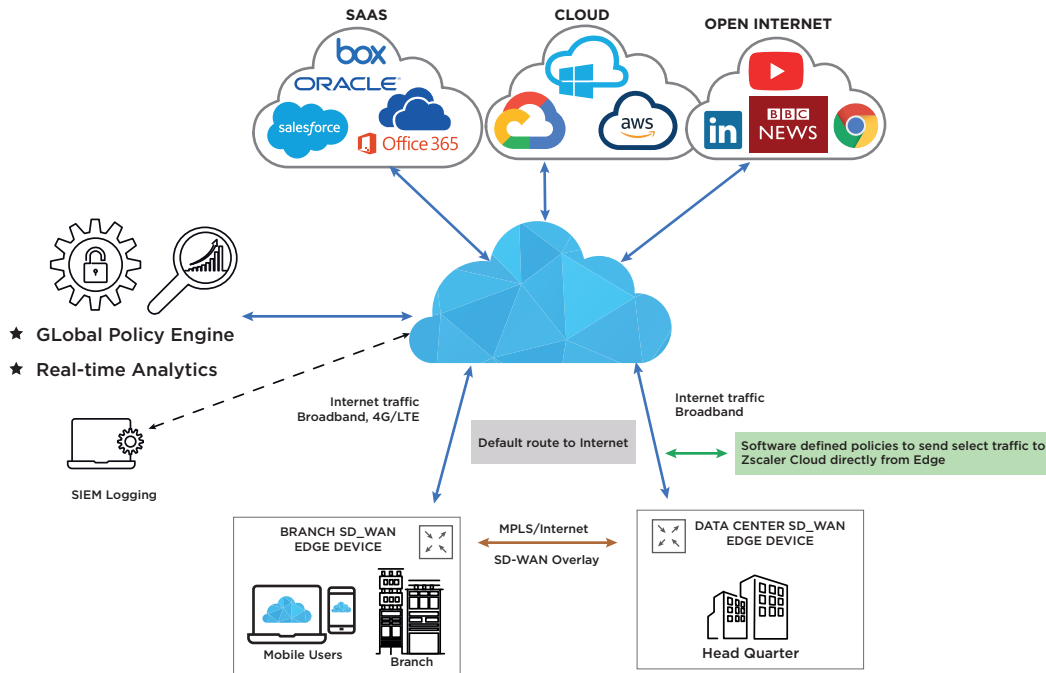 SAAS
CLOUD
OPEN INTERNET
box
ORACLE
salesforce
Office 365
aws
in
BBC
NEWS
★ GLobal Policy Engine
★ Real-time Analytics
SIEM Logging
Internet traffic
Broadband, 4G/LTE
Default route to Internet
Internet traffic
Broadband
Software defined policies to send select traffic to
Zscaler Cloud directly from Edge
BRANCH SD_WAN
EDGE DEVICE
Mobile Users
Branch
MPLS/Internet
SD-WAN Overlay
DATA CENTER SD_WAN
EDGE DEVICE
Head Quarter